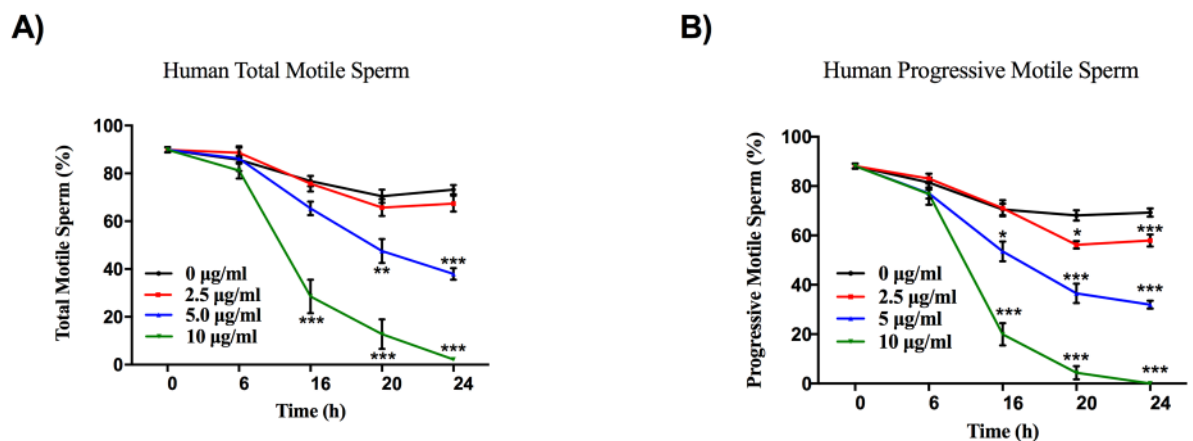 A)
Human Total Motile Sperm
Total Motile Sperm (%)
100
80
60
40
20
0
0 µg/ml
2.5 µg/ml
5.0 µg/ml
10 µg/ml
***
**
***
***
***
0 6 16 20 24
Time (h)
B)
Human Progressive Motile Sperm
Progressive Motile Sperm (%)
100
80
60
40
20
0
0 µg/ml
2.5 µg/ml
5 µg/ml
10 µg/ml
* * ***
*** ***
***
***
***
0 6 16 20 24
Time (h)